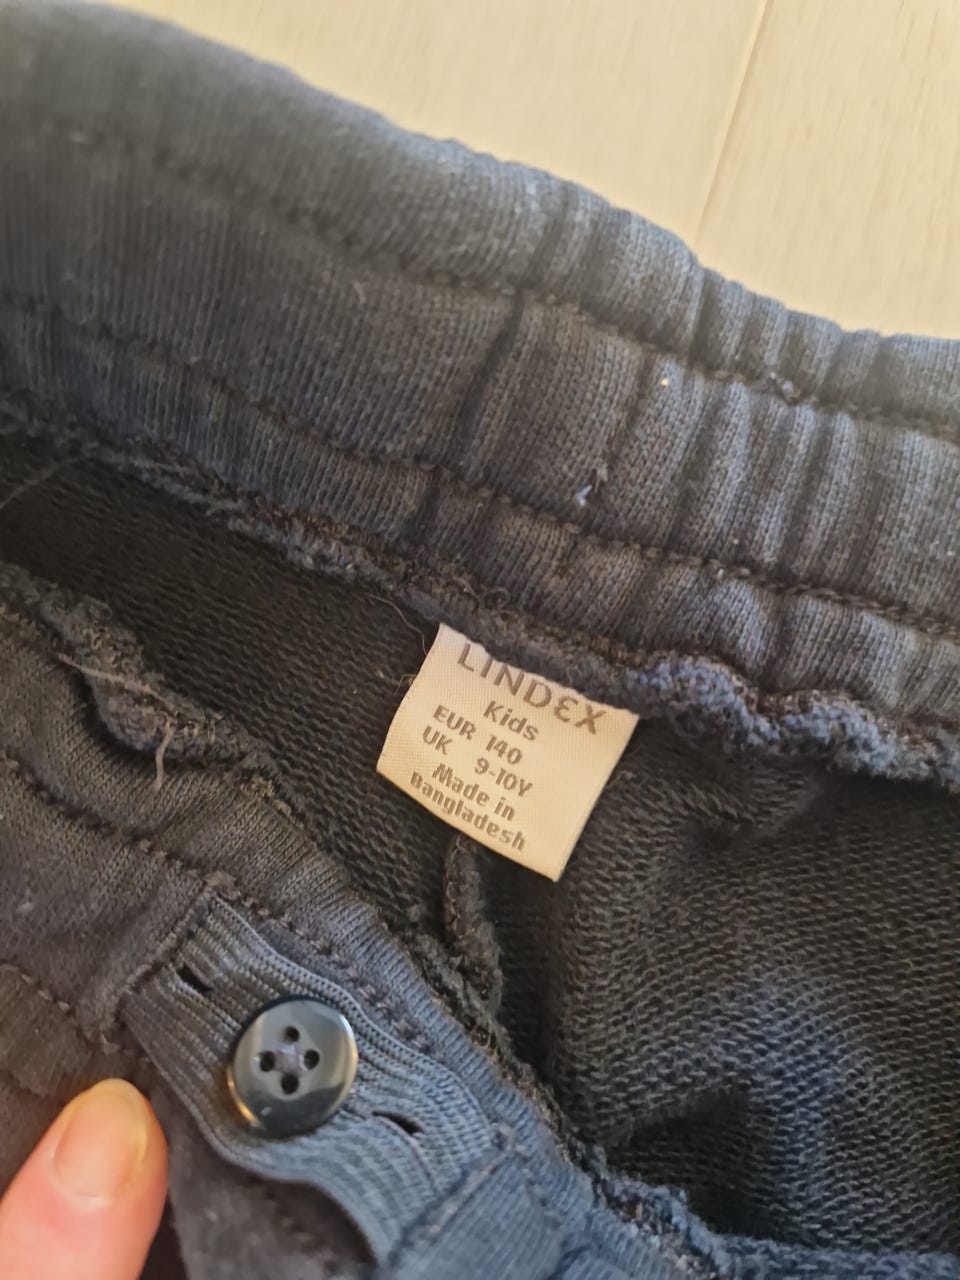 LINDEX
Kids
EUR 140
UK 9-10Y
Made in
Bangladesh